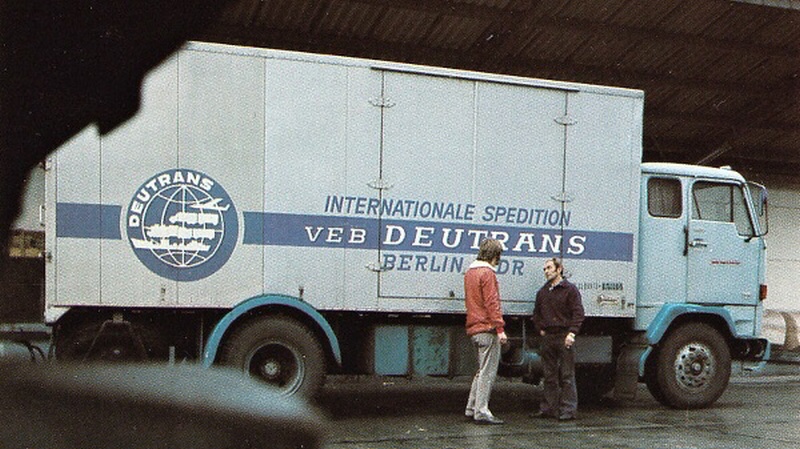 DEUTRANS
INTERNATIONALE SPEDITION
VEB DEUTRANS
BERLIN DDR